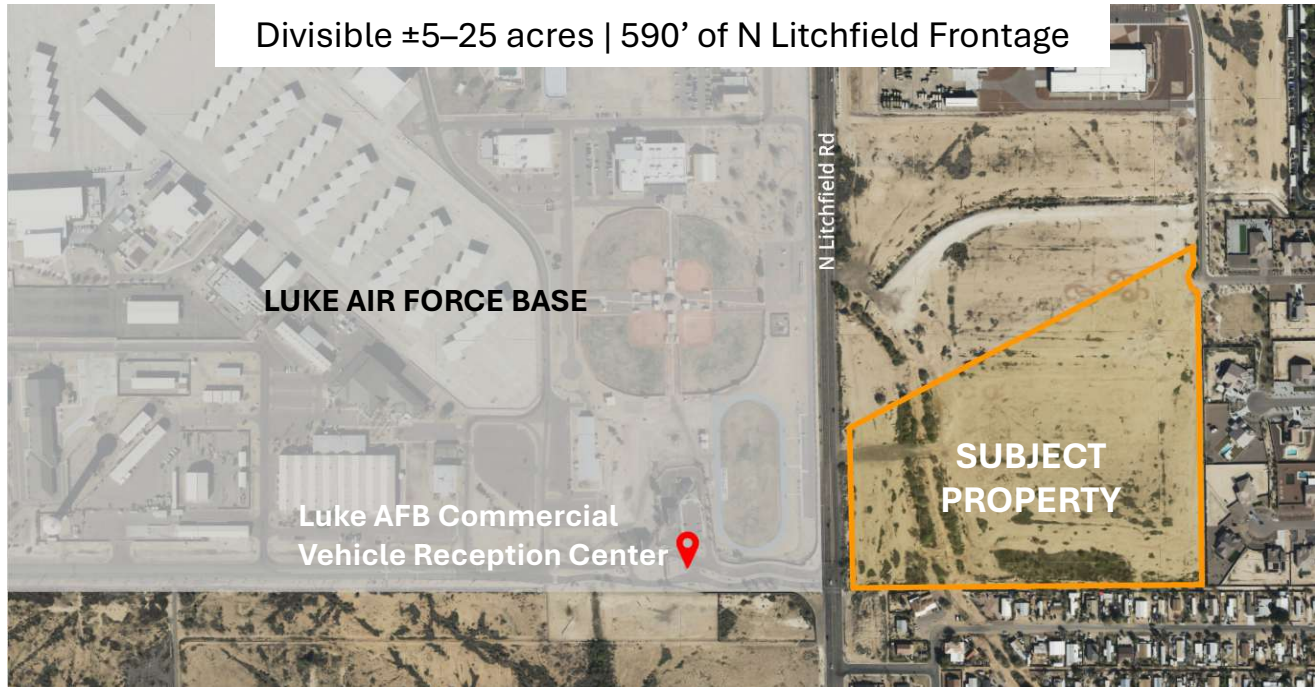 Divisible ±5–25 acres | 590’ of N Litchfield Frontage
N Litchfield Rd
LUKE AIR FORCE BASE
SUBJECT
PROPERTY
Luke AFB Commercial
Vehicle Reception Center